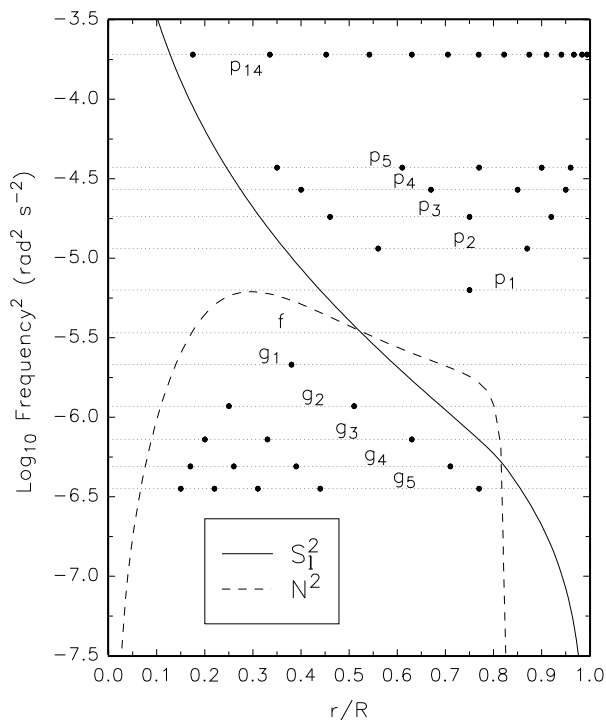 −3.5
p₁₄
−4.0
p₅
p₄
−4.5
p₃
p₂
−5.0
p₁
f
−5.5
g₁
g₂
−6.0
g₃
g₄
g₅
−6.5
S₁²
−7.0
N²
−7.5
0.0 0.1 0.2 0.3 0.4 0.5 0.6 0.7 0.8 0.9 1.0
r/R
Log₁₀ Frequency² (rad² s⁻²)